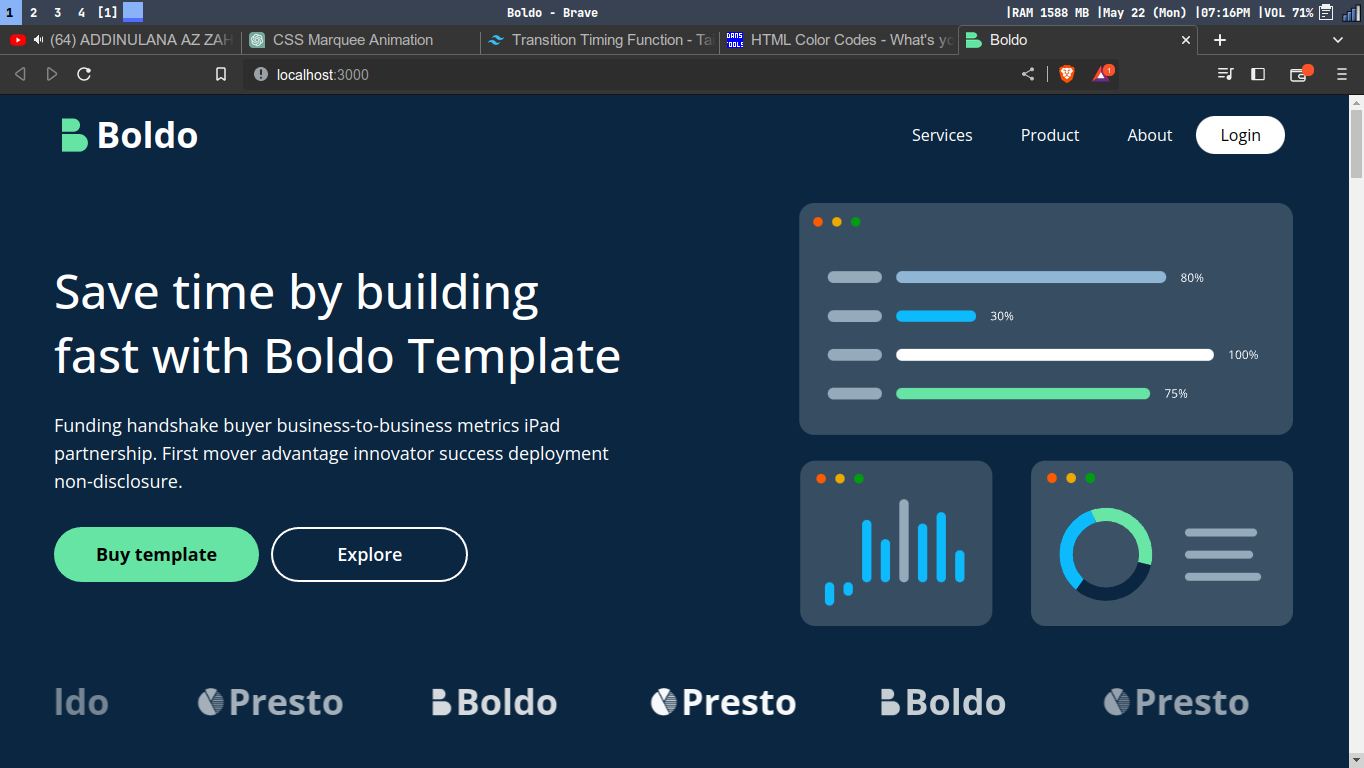 1 2 3 4 [1]
Boldo - Brave
|RAM 1588 MB |May 22 (Mon) |07:16PM |VOL 71%
(64) ADDINULANA AZ ZAH
CSS Marquee Animation
Transition Timing Function - Ta
DANS TOOLS
HTML Color Codes - What's yo
Boldo
localhost:3000
1
Boldo
Services
Product
About
Login
Save time by building
fast with Boldo Template
Funding handshake buyer business-to-business metrics iPad
partnership. First mover advantage innovator success deployment
non-disclosure.
Buy template
Explore
80%
30%
100%
75%
ldo
Presto
Boldo
Presto
Boldo
Presto